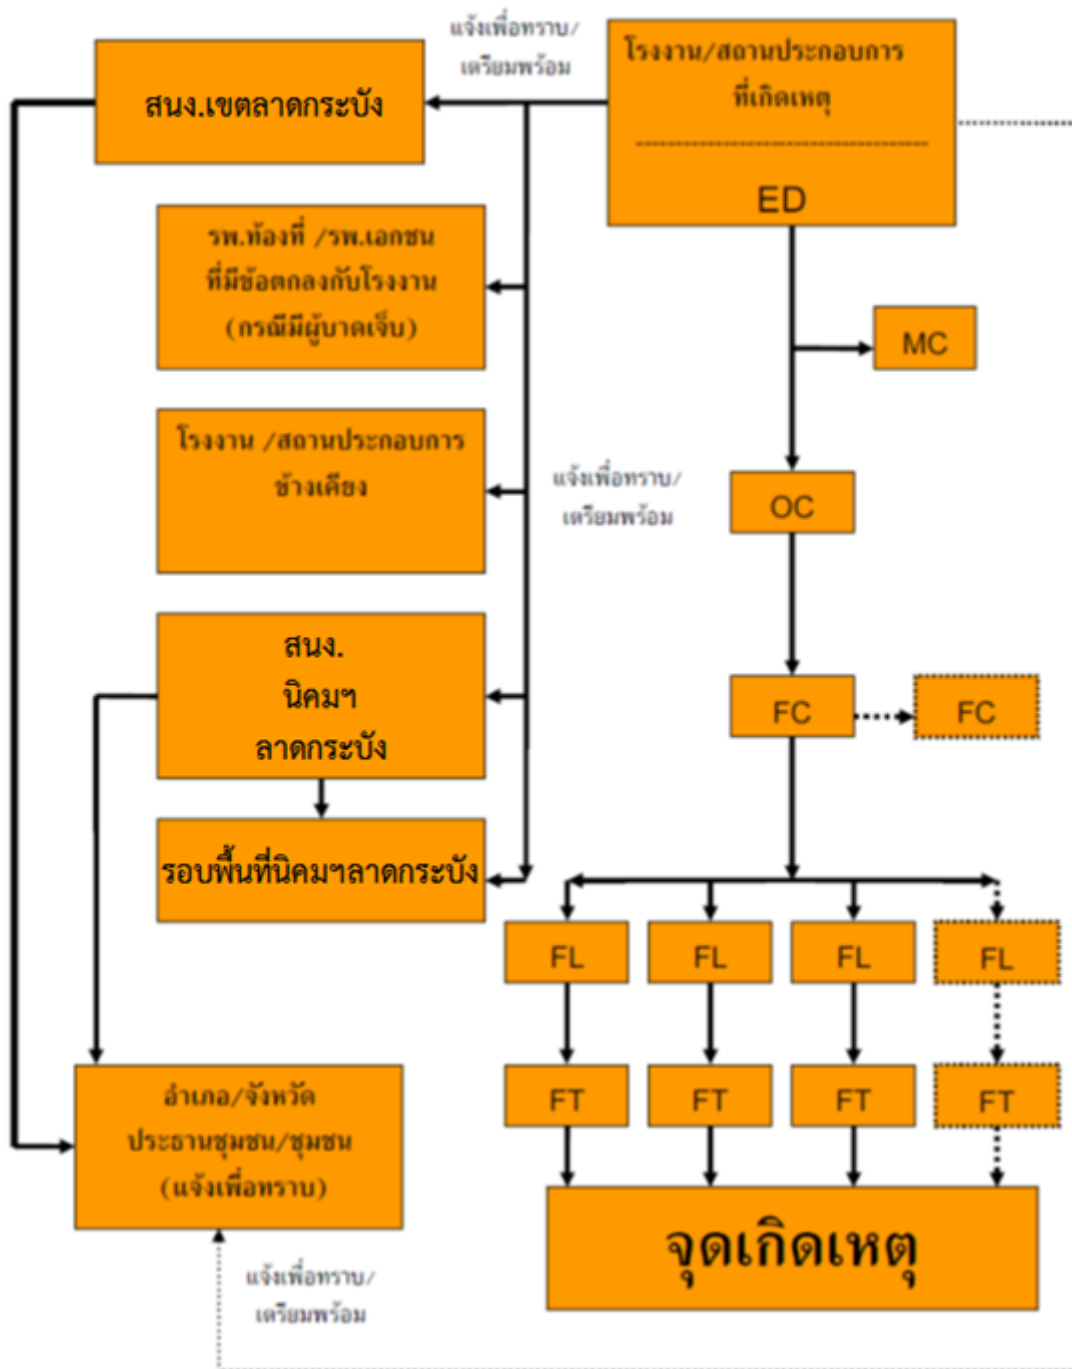 แจ้งเพื่อทราบ/
เตรียมพร้อม
โรงงาน/สถานประกอบการ
ที่เกิดเหตุ
ED
สนง.เขตลาดกระบัง
รพ.ท้องที่ /รพ.เอกชน
ที่มีข้อตกลงกับโรงงาน
(กรณีมีผู้บาดเจ็บ)
MC
โรงงาน /สถานประกอบการ
ข้างเคียง
แจ้งเพื่อทราบ/
เตรียมพร้อม
OC
สนง.
นิคมฯ
ลาดกระบัง
FC
FC
รอบพื้นที่นิคมฯลาดกระบัง
FL
FL
FL
FL
FT
FT
FT
FT
อำเภอ/จังหวัด
ประธานชุมชน/ชุมชน
(แจ้งเพื่อทราบ)
จุดเกิดเหตุ
แจ้งเพื่อทราบ/
เตรียมพร้อม